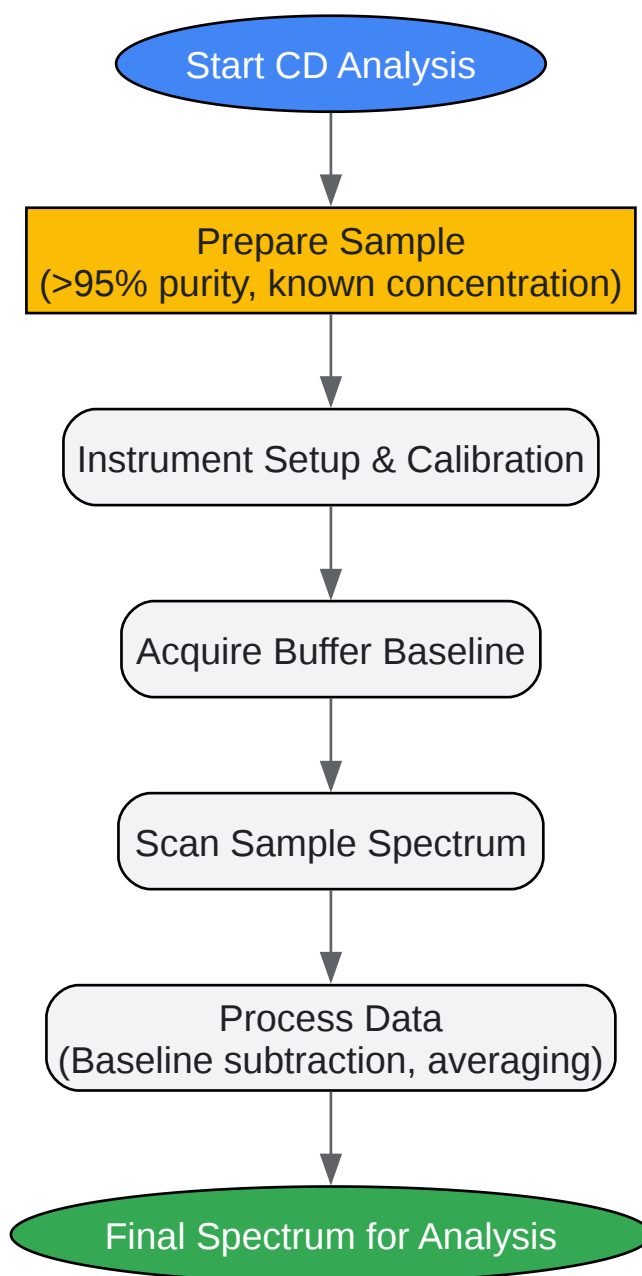 Start CD Analysis
Prepare Sample
(>95% purity, known concentration)
Instrument Setup & Calibration
Acquire Buffer Baseline
Scan Sample Spectrum
Process Data
(Baseline subtraction, averaging)
Final Spectrum for Analysis